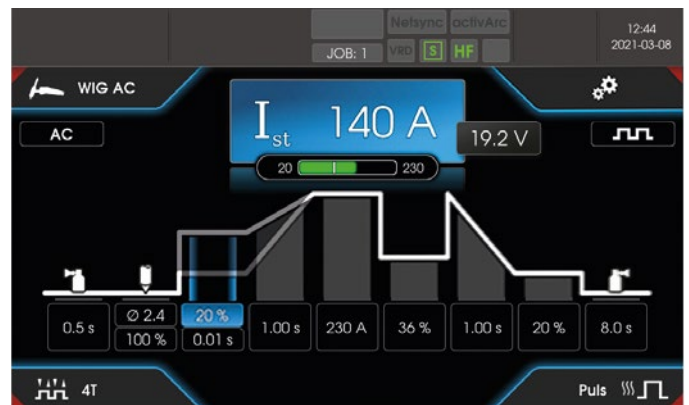 Netsync activArc
12:44
JOB: 1 VRD S HF
2021-03-08
WIG AC
I st 140 A
AC
19.2 V
20 230
0.5 s
Ø 2.4
100 %
20 %
0.01 s
1.00 s
230 A
36 %
1.00 s
20 %
8.0 s
4T
Puls